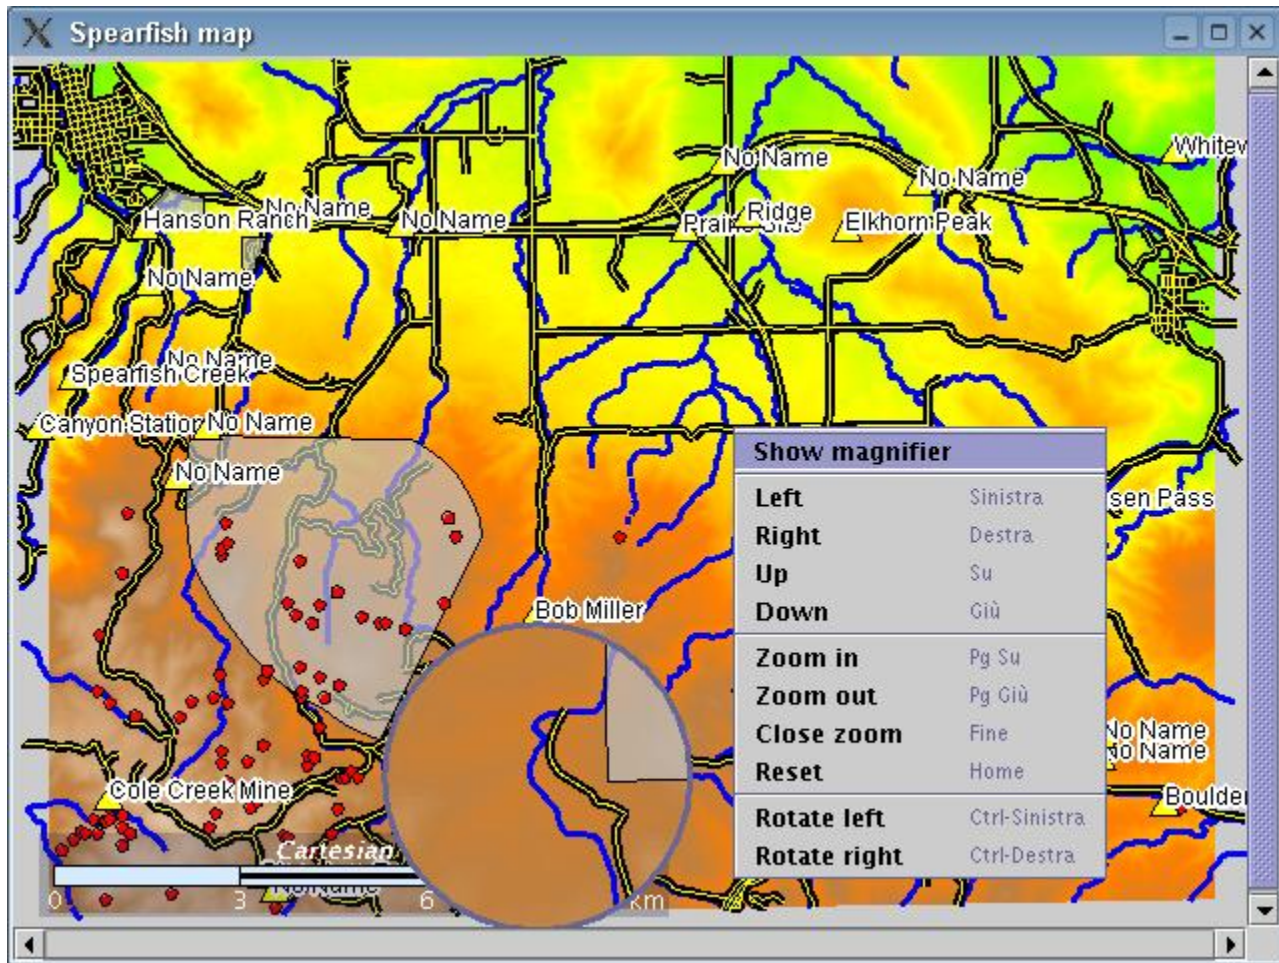 Spearfish map
Whitew
No Name
No Name
Hanson Ranch
No Name
No Name
Ridge
Elkhorn Peak
No Name
No Name
Spearfish Creek
Canyon Station
No Name
No Name
Show magnifier
Left Sinistra
Right Destra
Up Su
Down Giù
Zoom in Pg Su
Zoom out Pg Giù
Close zoom Fine
Reset Home
Rotate left Ctrl-Sinistra
Rotate right Ctrl-Destra
sen Pass
Bob Miller
No Name
No Name
Cole Creek Mine
Boulder
Cartesian
No Name
0 3 6 km